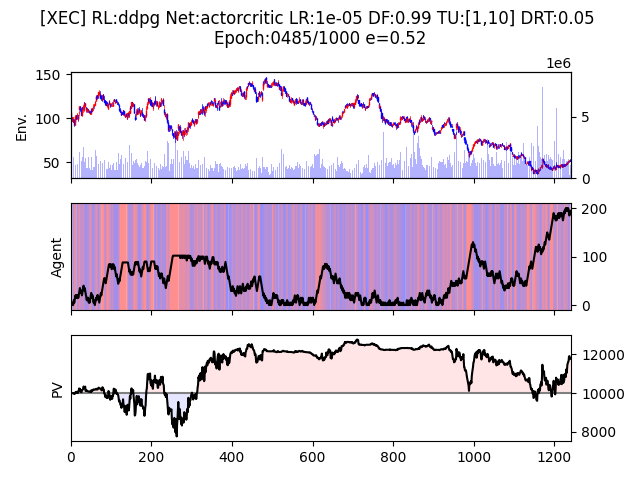 [XEC] RL:ddpg Net:actorcritic LR:1e-05 DF:0.99 TU:[1,10] DRT:0.05
Epoch:0485/1000 e=0.52
1e6
150
100
50
Env.
5
0
Agent
200
100
0
PV
12000
10000
8000
0 200 400 600 800 1000 1200